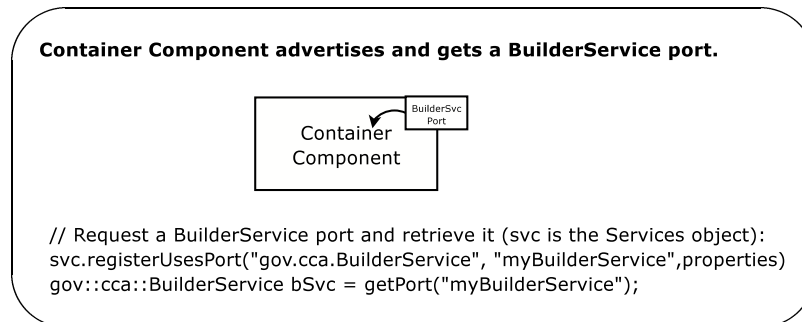 Container Component advertises and gets a BuilderService port.
BuilderSvc
Port
Container
Component
// Request a BuilderService port and retrieve it (svc is the Services object):
svc.registerUsesPort("gov.cca.BuilderService", "myBuilderService",properties)
gov::cca::BuilderService bSvc = getPort("myBuilderService");